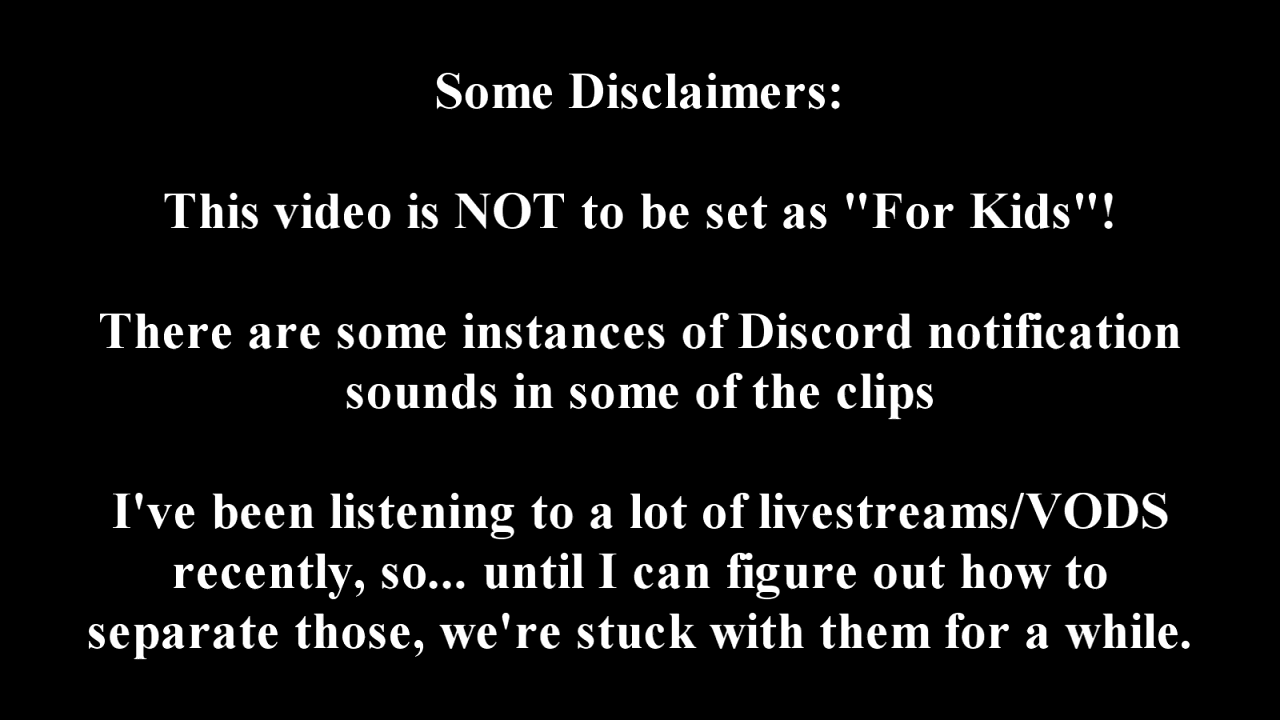 Some Disclaimers:
This video is NOT to be set as "For Kids"!
There are some instances of Discord notification
sounds in some of the clips
I've been listening to a lot of livestreams/VODS
recently, so... until I can figure out how to
separate those, we're stuck with them for a while.